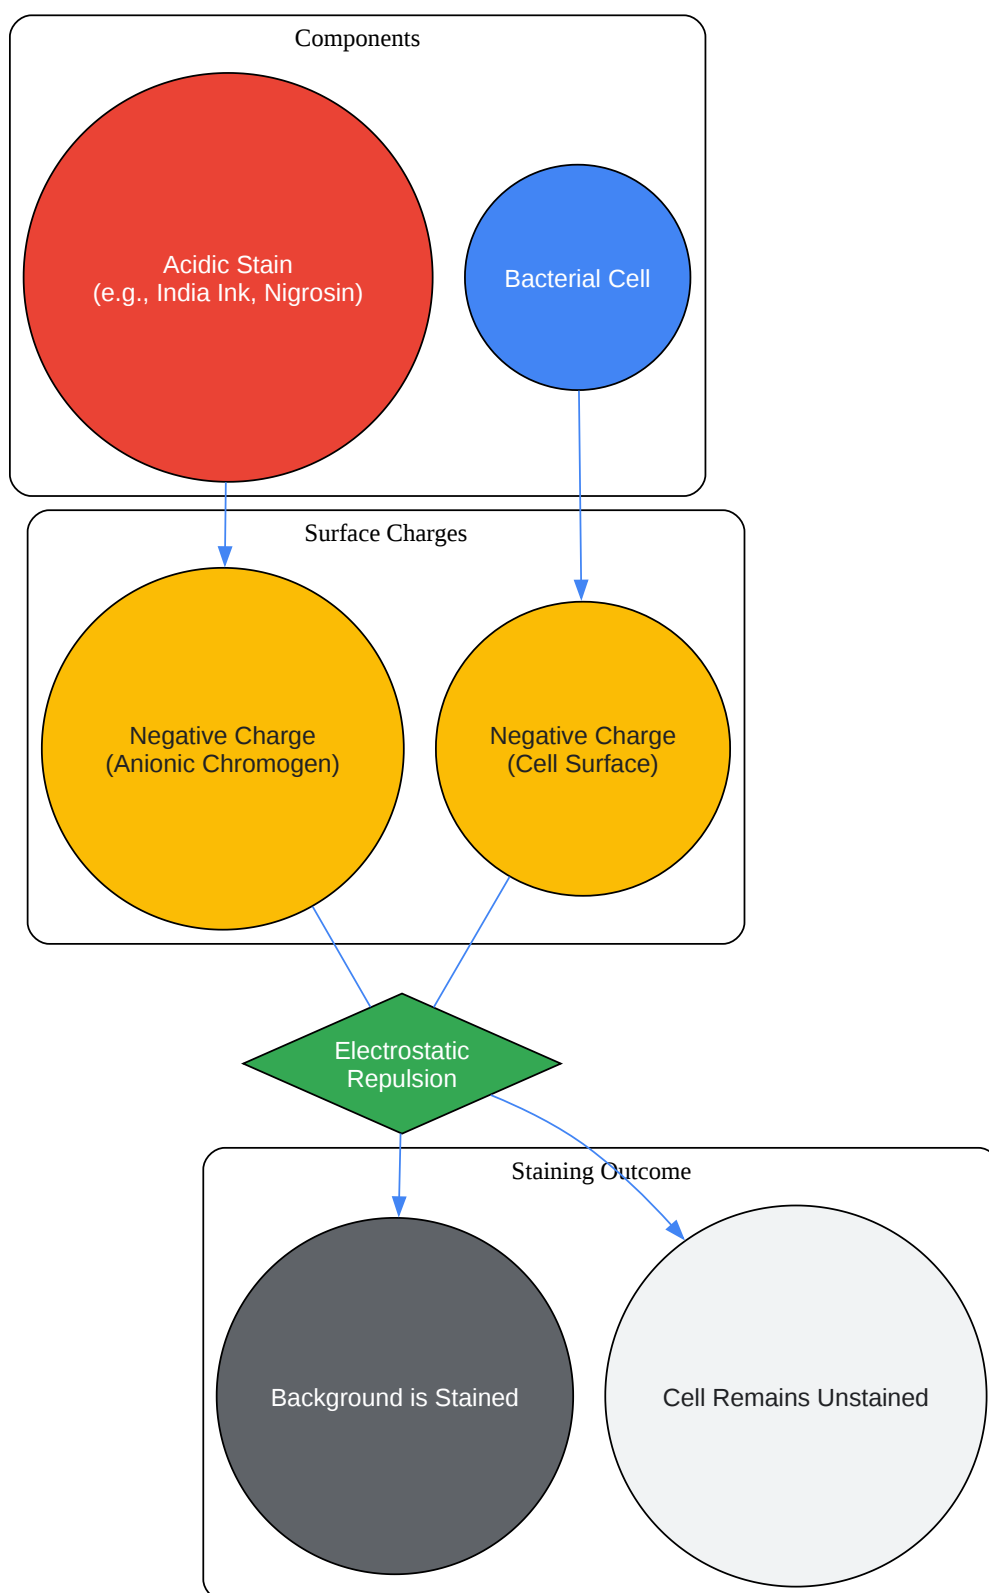 Components
Acidic Stain
(e.g., India Ink, Nigrosin)
Bacterial Cell
Surface Charges
Negative Charge
(Anionic Chromogen)
Negative Charge
(Cell Surface)
Electrostatic
Repulsion
Staining Outcome
Background is Stained
Cell Remains Unstained